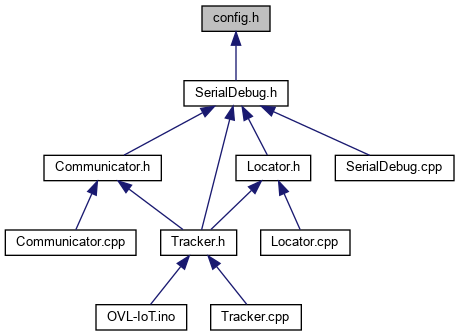 config.h
SerialDebug.h
Communicator.h
Locator.h
SerialDebug.cpp
Communicator.cpp
Tracker.h
Locator.cpp
OVL-IoT.ino
Tracker.cpp